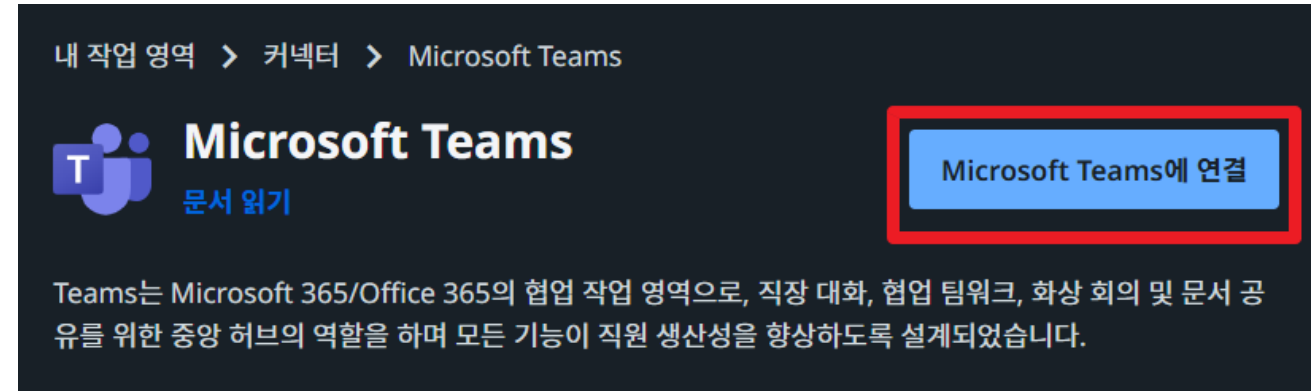 내 작업 영역 > 커넥터 > Microsoft Teams
T
Microsoft Teams
문서 읽기
Microsoft Teams에 연결
Teams는 Microsoft 365/Office 365의 협업 작업 영역으로, 직장 대화, 협업 팀워크, 화상 회의 및 문서 공
유를 위한 중앙 허브의 역할을 하며 모든 기능이 직원 생산성을 향상하도록 설계되었습니다.